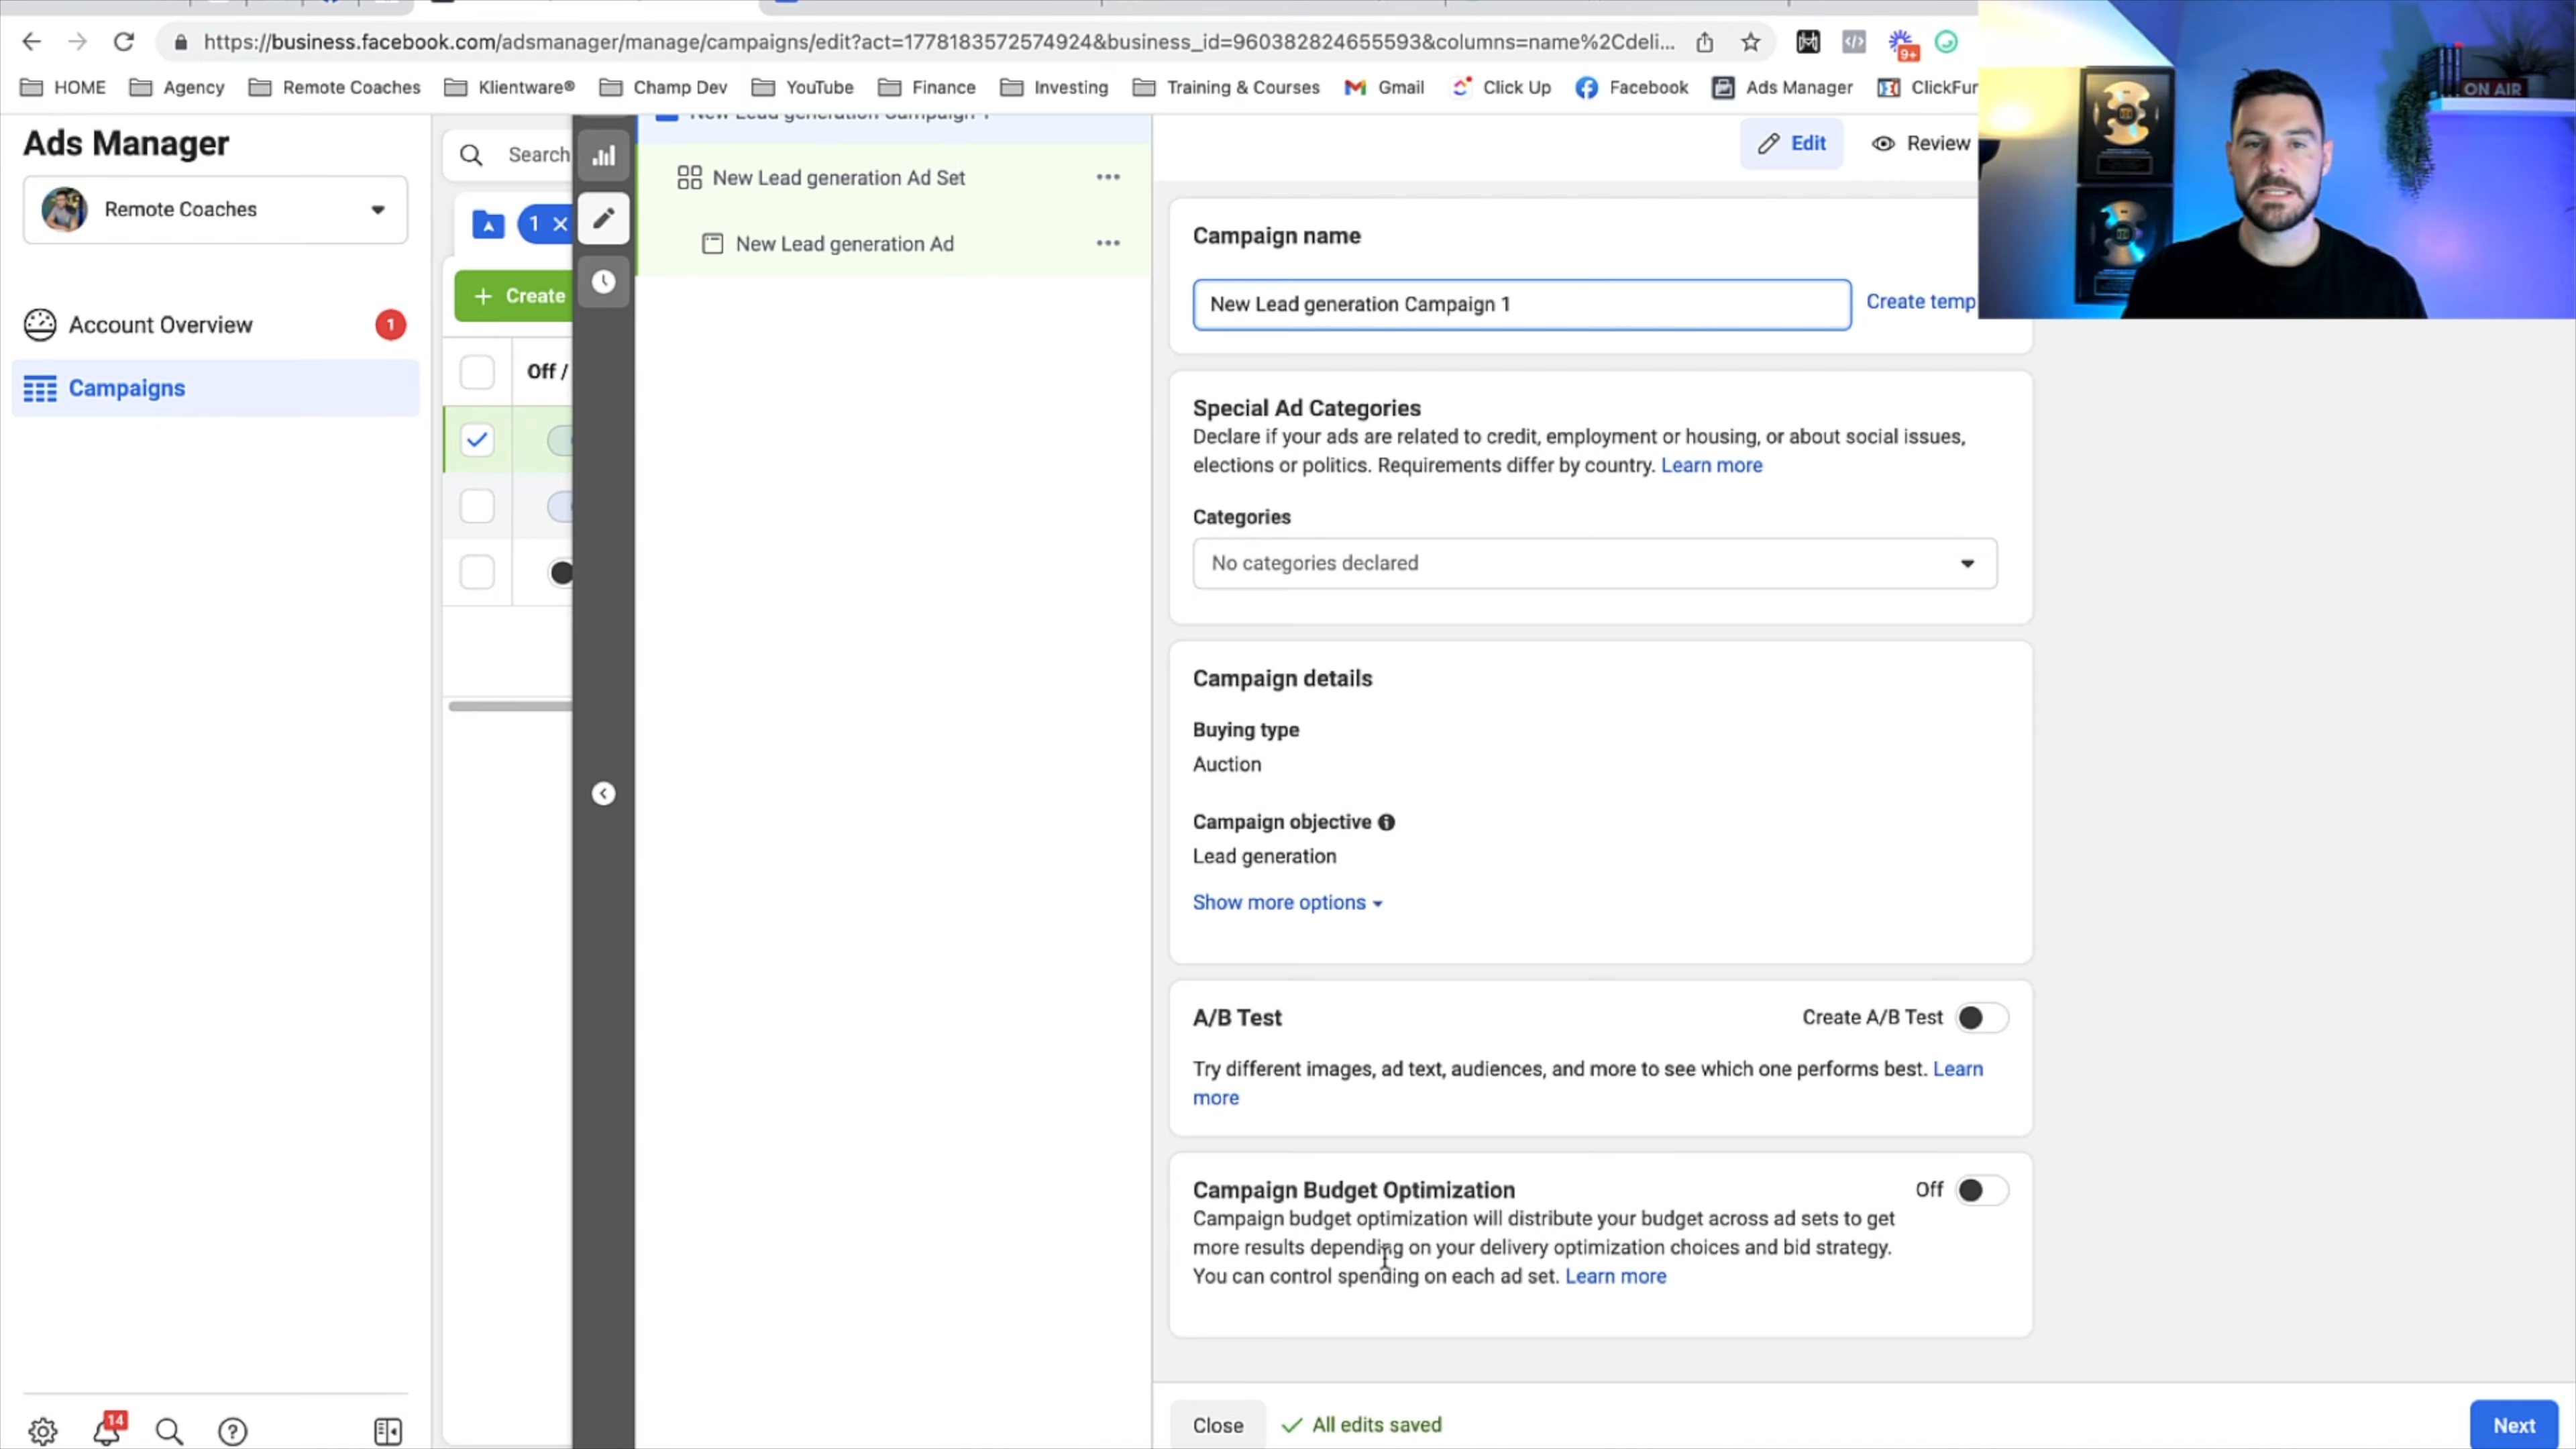 https://business.facebook.com/adsmanager/manage/campaigns/edit?act=1778183572574924&business_id=960382824655593&columns=name%2Cdeli...
9+
HOME Agency Remote Coaches Klientware® Champ Dev YouTube Finance Investing Training & Courses Gmail Click Up Facebook Ads Manager ClickFun
ON AIR
Ads Manager
Remote Coaches
Account Overview 1
Campaigns
14
Search
1 ×
+ Create
Off /
New Lead generation Campaign 1
New Lead generation Ad Set
New Lead generation Ad
Edit Review
Campaign name
New Lead generation Campaign 1
Create temp
Special Ad Categories
Declare if your ads are related to credit, employment or housing, or about social issues,
elections or politics. Requirements differ by country. Learn more
Categories
No categories declared
Campaign details
Buying type
Auction
Campaign objective
Lead generation
Show more options
A/B Test Create A/B Test
Try different images, ad text, audiences, and more to see which one performs best. Learn
more
Campaign Budget Optimization Off
Campaign budget optimization will distribute your budget across ad sets to get
more results depending on your delivery optimization choices and bid strategy.
You can control spending on each ad set. Learn more
Close All edits saved
Next